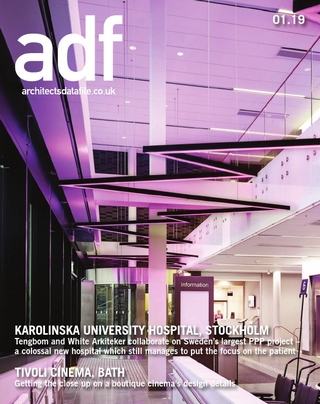 01.19
adf
architectsdatafile.co.uk
information
KAROLINSKA UNIVERSITY HOSPITAL, STOCKHOLM
Tengbom and White Arkiteker collaborate on Sweden's largest PPP project –
a colossal new hospital which still manages to put the focus on the patient
TIVOLI CINEMA, BATH
Getting the close up on a boutique cinema's design details